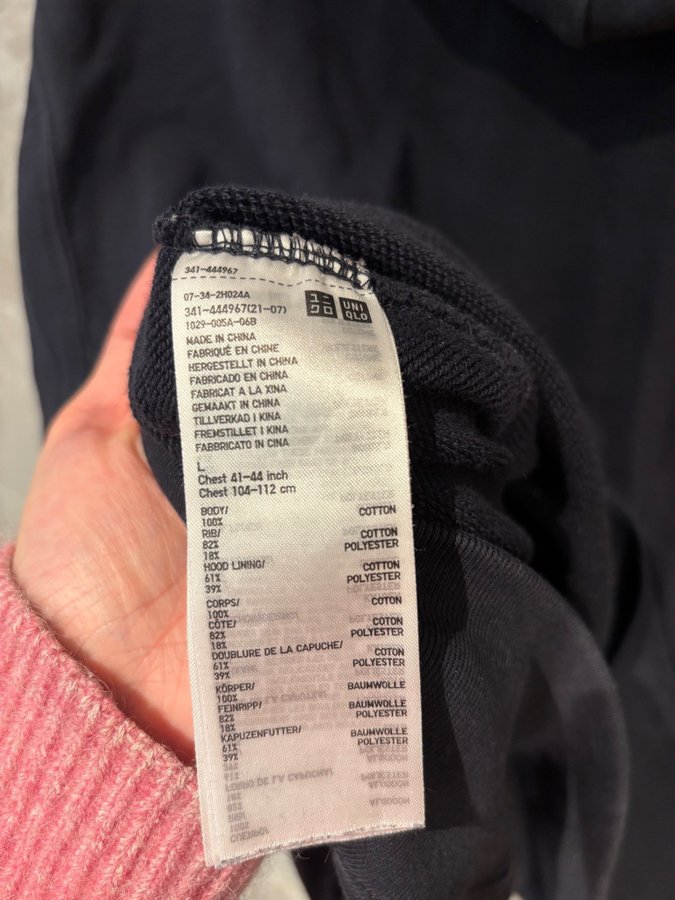 341-444967
07-34-2H024A
341-444967(21-07)
1029-005A-06B
ユニ
クロ
UNI
QLO
MADE IN CHINA
FABRIQUÉ EN CHINE
HERGESTELLT IN CHINA
FABRICADO EN CHINA
FABRICAT A LA XINA
GEMAAKT IN CHINA
TILLVERKAD I KINA
FREMSTILLET I KINA
FABBRICATO IN CINA
L
Chest 41-44 inch
Chest 104-112 cm
BODY/
100% COTTON
RIB/
82% COTTON
18% POLYESTER
HOOD LINING/
61% COTTON
39% POLYESTER
CORPS/
100% COTON
CÔTE/
82% COTON
18% POLYESTER
DOUBLURE DE LA CAPUCHE/
61% COTON
39% POLYESTER
KÖRPER/
100% BAUMWOLLE
FEINRIPP/
82% BAUMWOLLE
18% POLYESTER
KAPUZENFUTTER/
61% BAUMWOLLE
39% POLYESTER